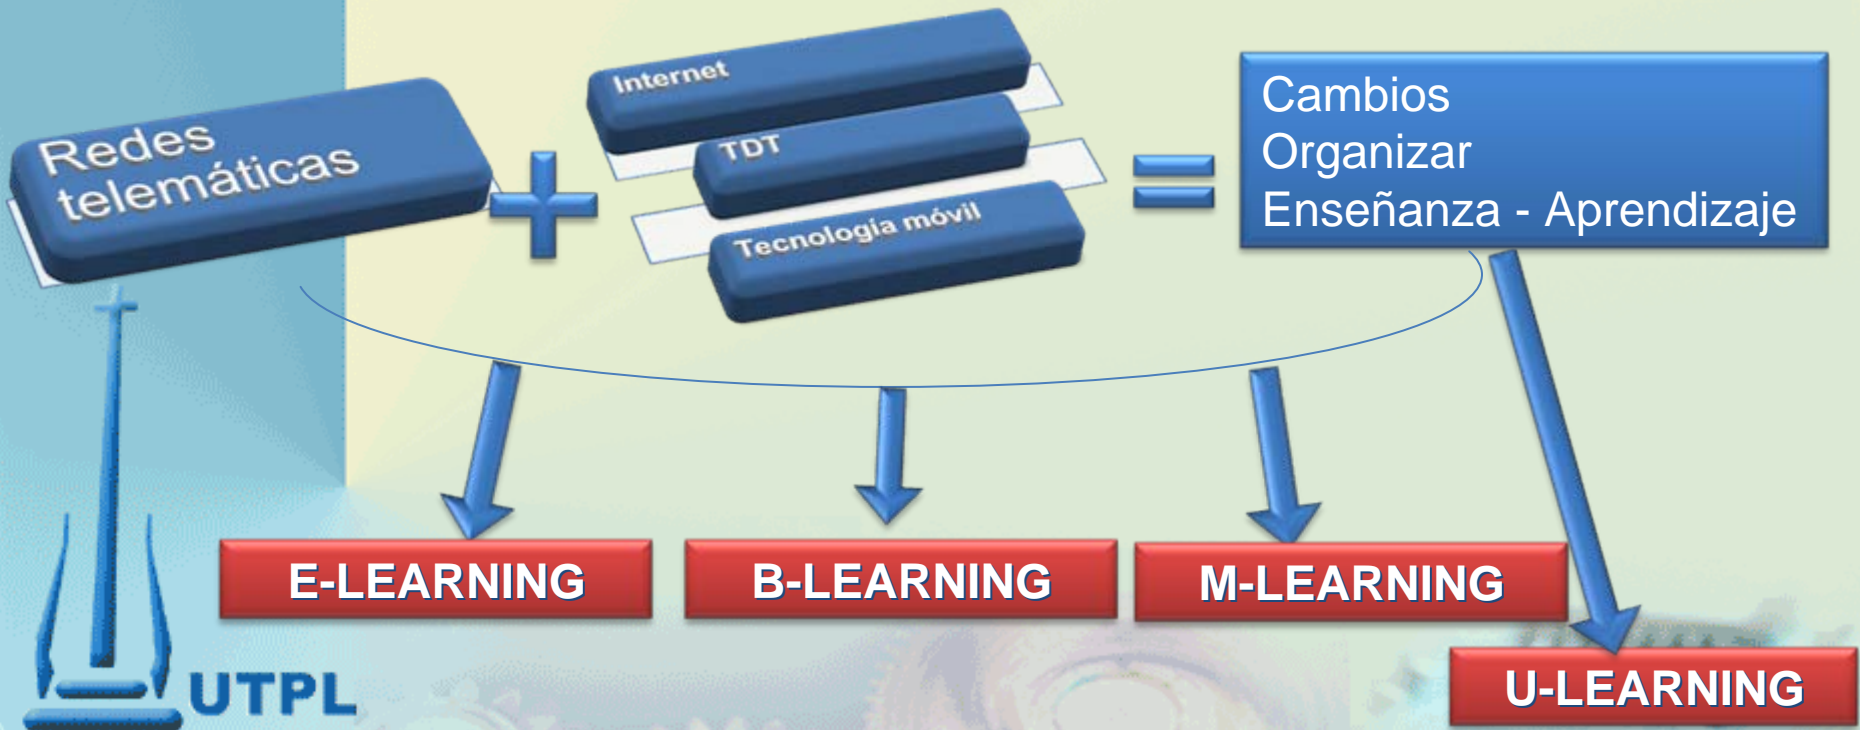 Redes
telemáticas
Internet
TDT
Tecnología móvil
Cambios
Organizar
Enseñanza - Aprendizaje
E-LEARNING
B-LEARNING
M-LEARNING
U-LEARNING
UTPL